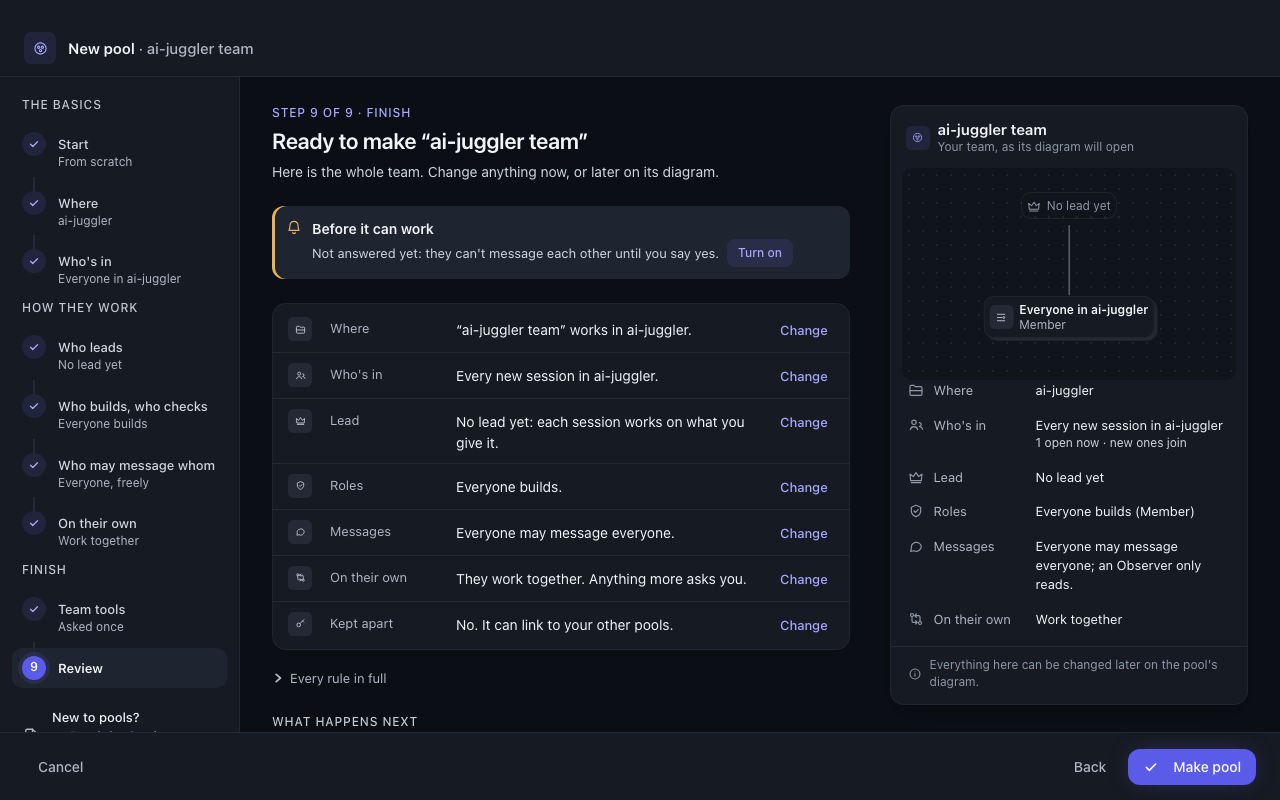 New pool · ai-juggler team
THE BASICS
Start
From scratch
Where
ai-juggler
Who's in
Everyone in ai-juggler
HOW THEY WORK
Who leads
No lead yet
Who builds, who checks
Everyone builds
Who may message whom
Everyone, freely
On their own
Work together
FINISH
Team tools
Asked once
9 Review
New to pools?
STEP 9 OF 9 · FINISH
Ready to make “ai-juggler team”
Here is the whole team. Change anything now, or later on its diagram.
Before it can work
Not answered yet: they can't message each other until you say yes. Turn on
Where “ai-juggler team” works in ai-juggler. Change
Who's in Every new session in ai-juggler. Change
Lead No lead yet: each session works on what you Change
give it.
Roles Everyone builds. Change
Messages Everyone may message everyone. Change
On their own They work together. Anything more asks you. Change
Kept apart No. It can link to your other pools. Change
Every rule in full
WHAT HAPPENS NEXT
ai-juggler team
Your team, as its diagram will open
No lead yet
Everyone in ai-juggler
Member
Where ai-juggler
Who's in Every new session in ai-juggler
1 open now · new ones join
Lead No lead yet
Roles Everyone builds (Member)
Messages Everyone may message
everyone; an Observer only
reads.
On their own Work together
Everything here can be changed later on the pool's
diagram.
Cancel
Back
Make pool